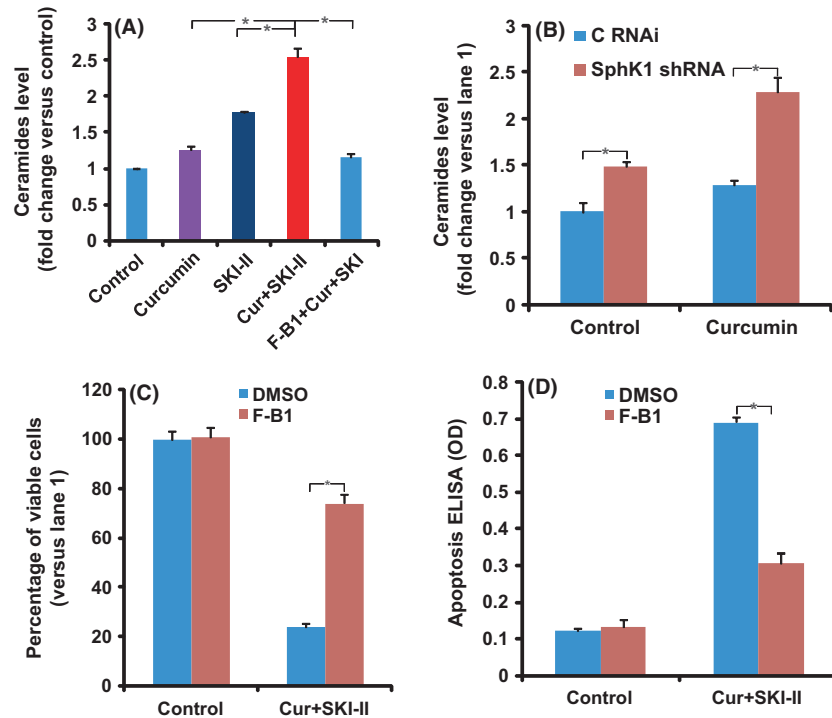 (A)
Ceramides level
(fold change versus control)
3
2.5
2
1.5
1
0.5
0
* * *
Control
Curcumin
SKI-II
Cur+SKI-II
F-B1+Cur+SKI
(B)
C RNAi
SphK1 shRNA
Ceramides level
(fold change versus lane 1)
3
2.5
2
1.5
1
0.5
0
*
*
Control Curcumin
(C)
DMSO
F-B1
Percentage of viable cells
(versus lane 1)
120
100
80
60
40
20
0
*
Control Cur+SKI-II
(D)
DMSO
F-B1
Apoptosis ELISA (OD)
0.8
0.7
0.6
0.5
0.4
0.3
0.2
0.1
0
*
Control Cur+SKI-II